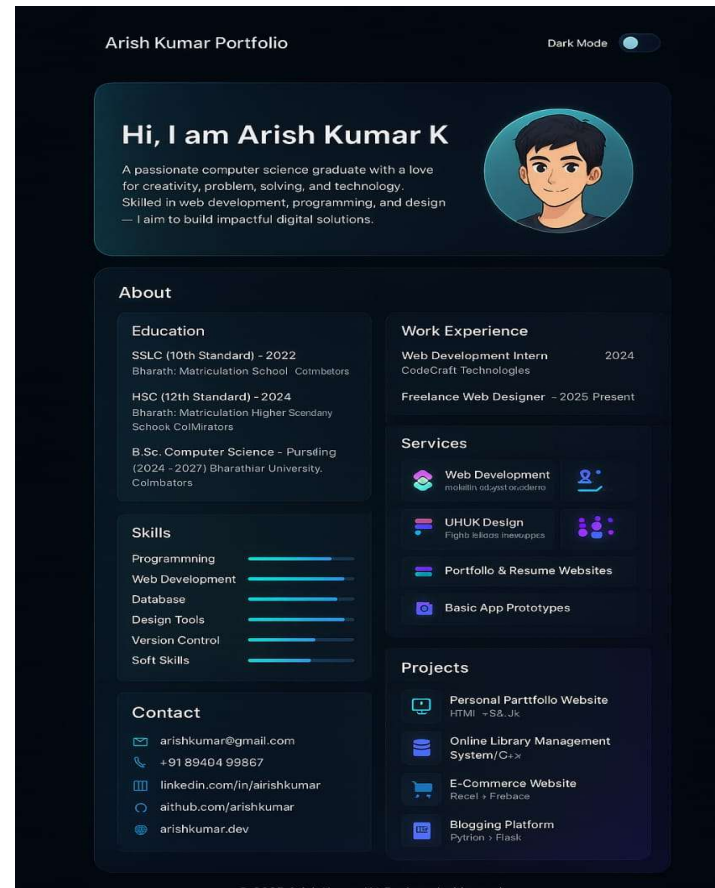 Arish Kumar Portfolio
Dark Mode
Hi, I am Arish Kumar K
A passionate computer science graduate with a love
for creativity, problem, solving, and technology.
Skilled in web development, programming, and design
— I aim to build impactful digital solutions.
About
Education
SSLC (10th Standard) - 2022
Bharath: Matriculation School Cotmbetors
HSC (12th Standard) - 2024
Bharath: Matriculation Higher Scendany
Schook ColMirators
B.Sc. Computer Science - Pursẻing
(2024 - 2027) Bharathiar University.
Colmbators
Skills
Programmning
Web Development
Database
Design Tools
Version Control
Soft Skills
Contact
arishkumar@gmail.com
+91 89404 99867
linkedin.com/in/airishkumar
aithub.com/arishkumar
arishkumar.dev
Work Experience
Web Development Intern 2024
CodeCraft Technologies
Freelance Web Designer - 2025 Present
Services
Web Development
UHUK Design
Portfollo & Resume Websites
Basic App Prototypes
Projects
Personal Parttfollo Website
HTMI
Online Library Management
System/C++
E-Commerce Website
Recel + Frebace
Blogging Platform
Pytrion > Flask